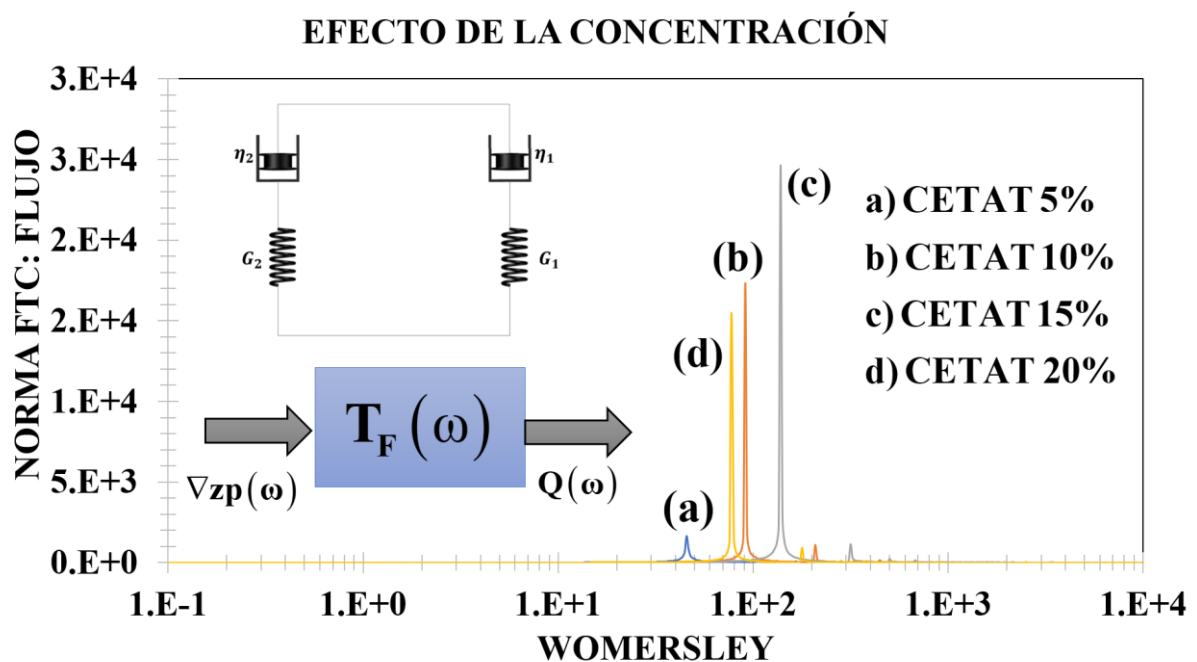 EFECTO DE LA CONCENTRACIÓN
NORMA FTC: FLUJO
3.E+4
3.E+4
2.E+4
2.E+4
1.E+4
5.E+3
0.E+0
η₂
η₁
G₂
G₁
T_F(ω)
∇zp(ω)
Q(ω)
(a)
(d)
(b)
(c)
a) CETAT 5%
b) CETAT 10%
c) CETAT 15%
d) CETAT 20%
1.E-1 1.E+0 1.E+1 1.E+2 1.E+3 1.E+4
WOMERSLEY